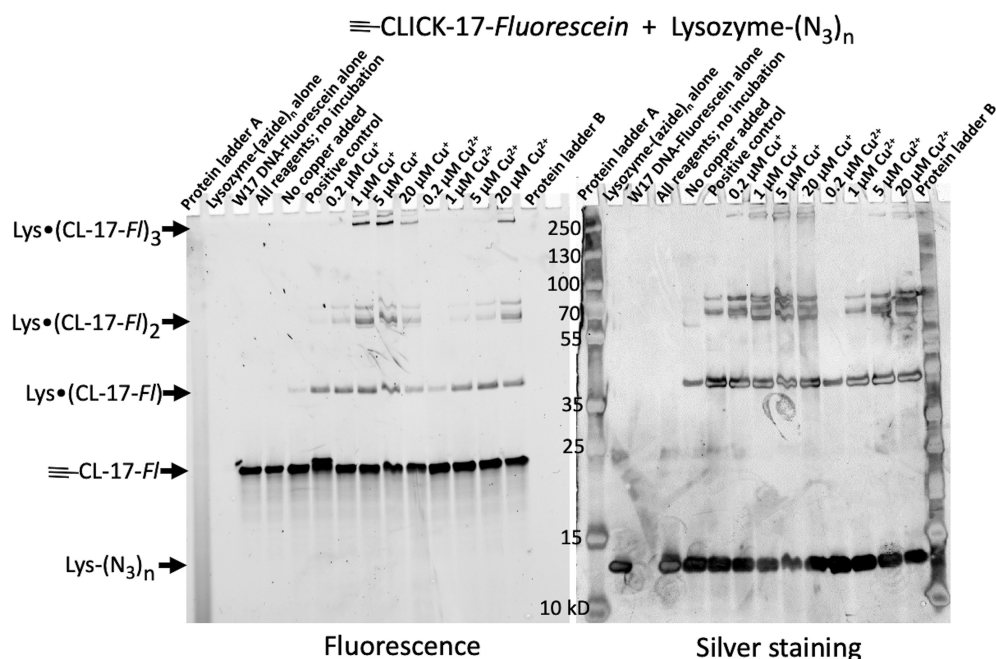 ≡–CLICK-17-Fluorescein + Lysozyme-(N₃)ₙ
Protein ladder A
Lysozyme-(azide)ₙ alone
W17 DNA-Fluorescein alone
All reagents; no incubation
No copper added
Positive control
0.2 µM Cu⁺
1 µM Cu⁺
5 µM Cu⁺
20 µM Cu⁺
0.2 µM Cu²⁺
1 µM Cu²⁺
5 µM Cu²⁺
20 µM Cu²⁺
Protein ladder B
Protein ladder A
Lysozyme-(azide)ₙ alone
W17 DNA-Fluorescein alone
All reagents; no incubation
No copper added
Positive control
0.2 µM Cu⁺
1 µM Cu⁺
5 µM Cu⁺
20 µM Cu⁺
0.2 µM Cu²⁺
1 µM Cu²⁺
5 µM Cu²⁺
20 µM Cu²⁺
Protein ladder B
Lys•(CL-17-Fl)₃
Lys•(CL-17-Fl)₂
Lys•(CL-17-Fl)
≡–CL-17-Fl
Lys-(N₃)ₙ
250
130
100
70
55
35
25
15
10 kD
Fluorescence
Silver staining